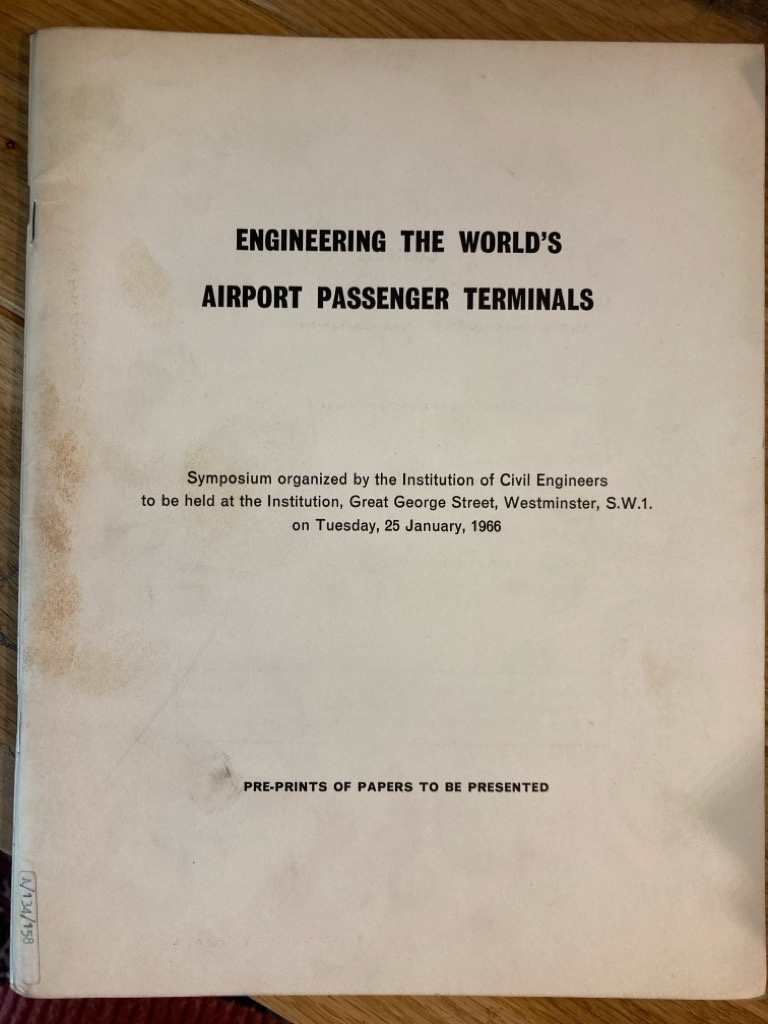 ENGINEERING THE WORLD'S
AIRPORT PASSENGER TERMINALS
Symposium organized by the Institution of Civil Engineers
to be held at the Institution, Great George Street, Westminster, S.W.1.
on Tuesday, 25 January, 1966
PRE-PRINTS OF PAPERS TO BE PRESENTED